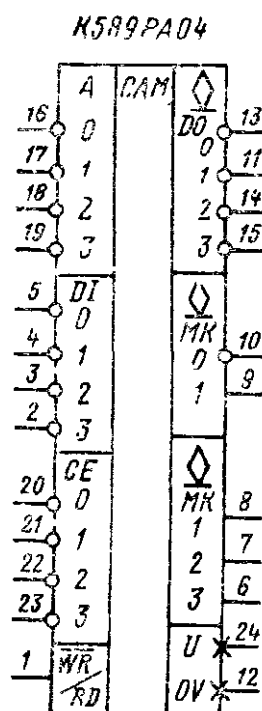 К589РА04
A CAM
DO
16 0 0 13
17 1 1 11
18 2 2 14
19 3 3 15
DI
5 0
MK
4 1 0 10
3 2 1 9
2 3
CE
20 0
MK
21 1 1 8
22 2 2 7
23 3 3 6
U 24
1 WR/RD
0V 12